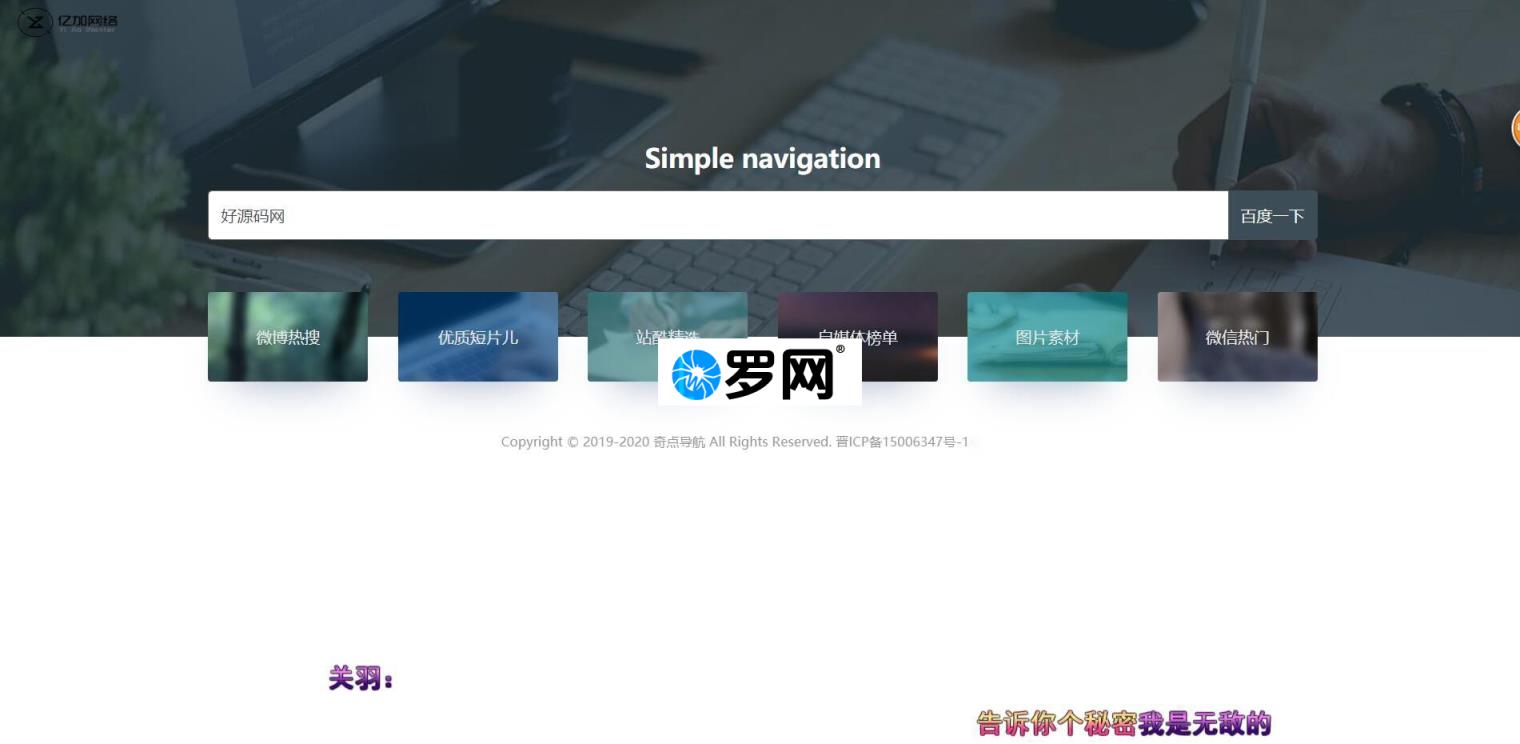 亿加网络
Simple navigation
好源码网
百度一下
微博热搜
优质短片儿
站酷精选
自媒体榜单
图片素材
微信热门
罗网®
Copyright © 2019-2020 奇点导航 All Rights Reserved. 晋ICP备15006347号-1
关羽：
告诉你个秘密我是无敌的